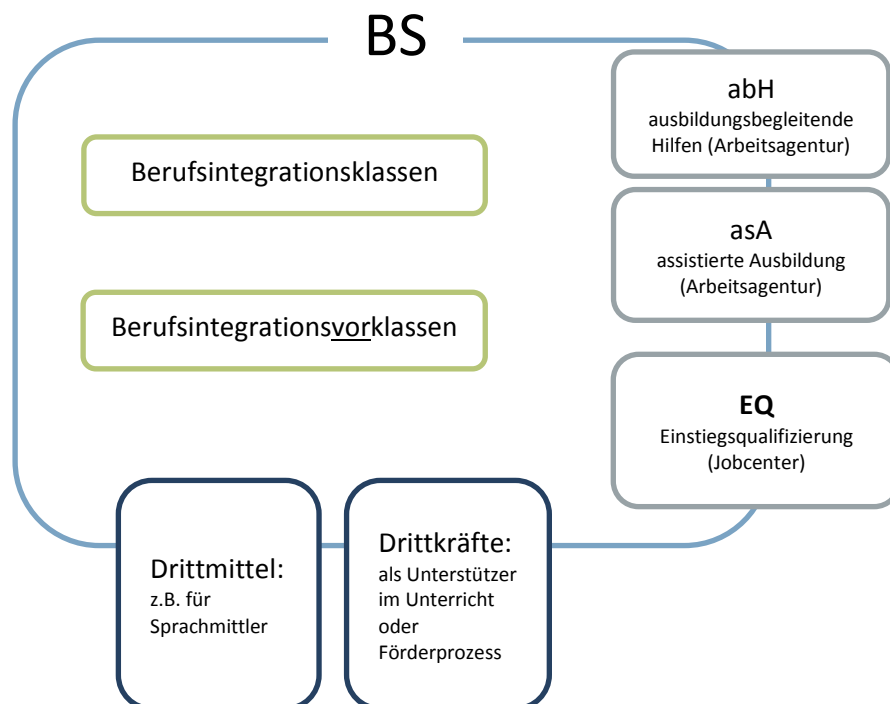 BS
abH
ausbildungsbegleitende
Hilfen (Arbeitsagentur)
Berufsintegrationsklassen
asA
assistierte Ausbildung
(Arbeitsagentur)
Berufsintegrationsvorklassen
EQ
Einstiegsqualifizierung
(Jobcenter)
Drittmittel:
z.B. für
Sprachmittler
Drittkräfte:
als Unterstützer
im Unterricht
oder
Förderprozess